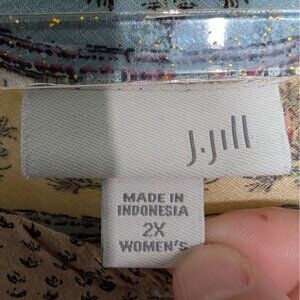 J.Jill
MADE IN
INDONESIA
2X
WOMEN'S